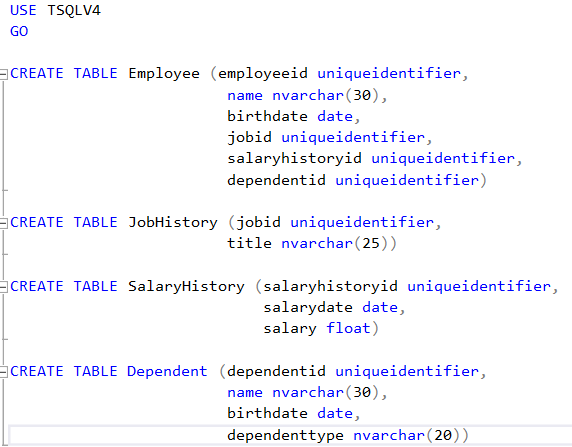 USE TSQLV4
GO
CREATE TABLE Employee (employeeid uniqueidentifier,
name nvarchar(30),
birthdate date,
jobid uniqueidentifier,
salaryhistoryid uniqueidentifier,
dependentid uniqueidentifier)
CREATE TABLE JobHistory (jobid uniqueidentifier,
title nvarchar(25))
CREATE TABLE SalaryHistory (salaryhistoryid uniqueidentifier,
salarydate date,
salary float)
CREATE TABLE Dependent (dependentid uniqueidentifier,
name nvarchar(30),
birthdate date,
dependenttype nvarchar(20))